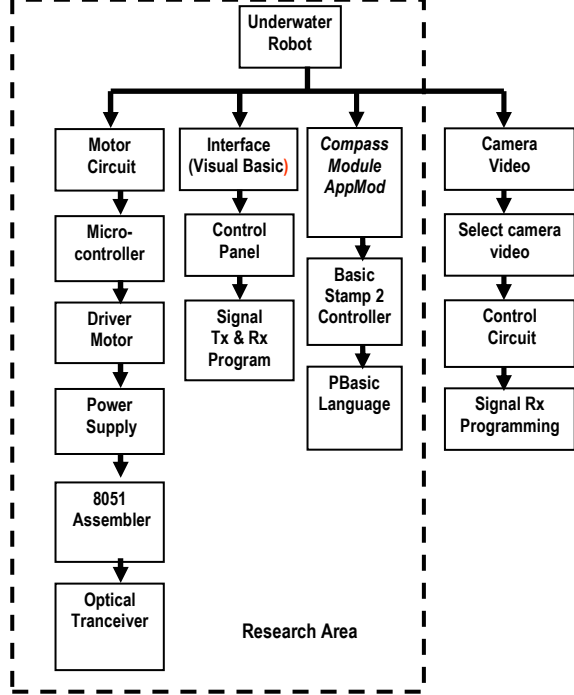 Underwater
Robot
Motor
Circuit
Micro-
controller
Driver
Motor
Power
Supply
8051
Assembler
Optical
Tranceiver
Interface
(Visual Basic)
Control
Panel
Signal
Tx & Rx
Program
Compass
Module
AppMod
Basic
Stamp 2
Controller
PBasic
Language
Camera
Video
Select camera
video
Control
Circuit
Signal Rx
Programming
Research Area